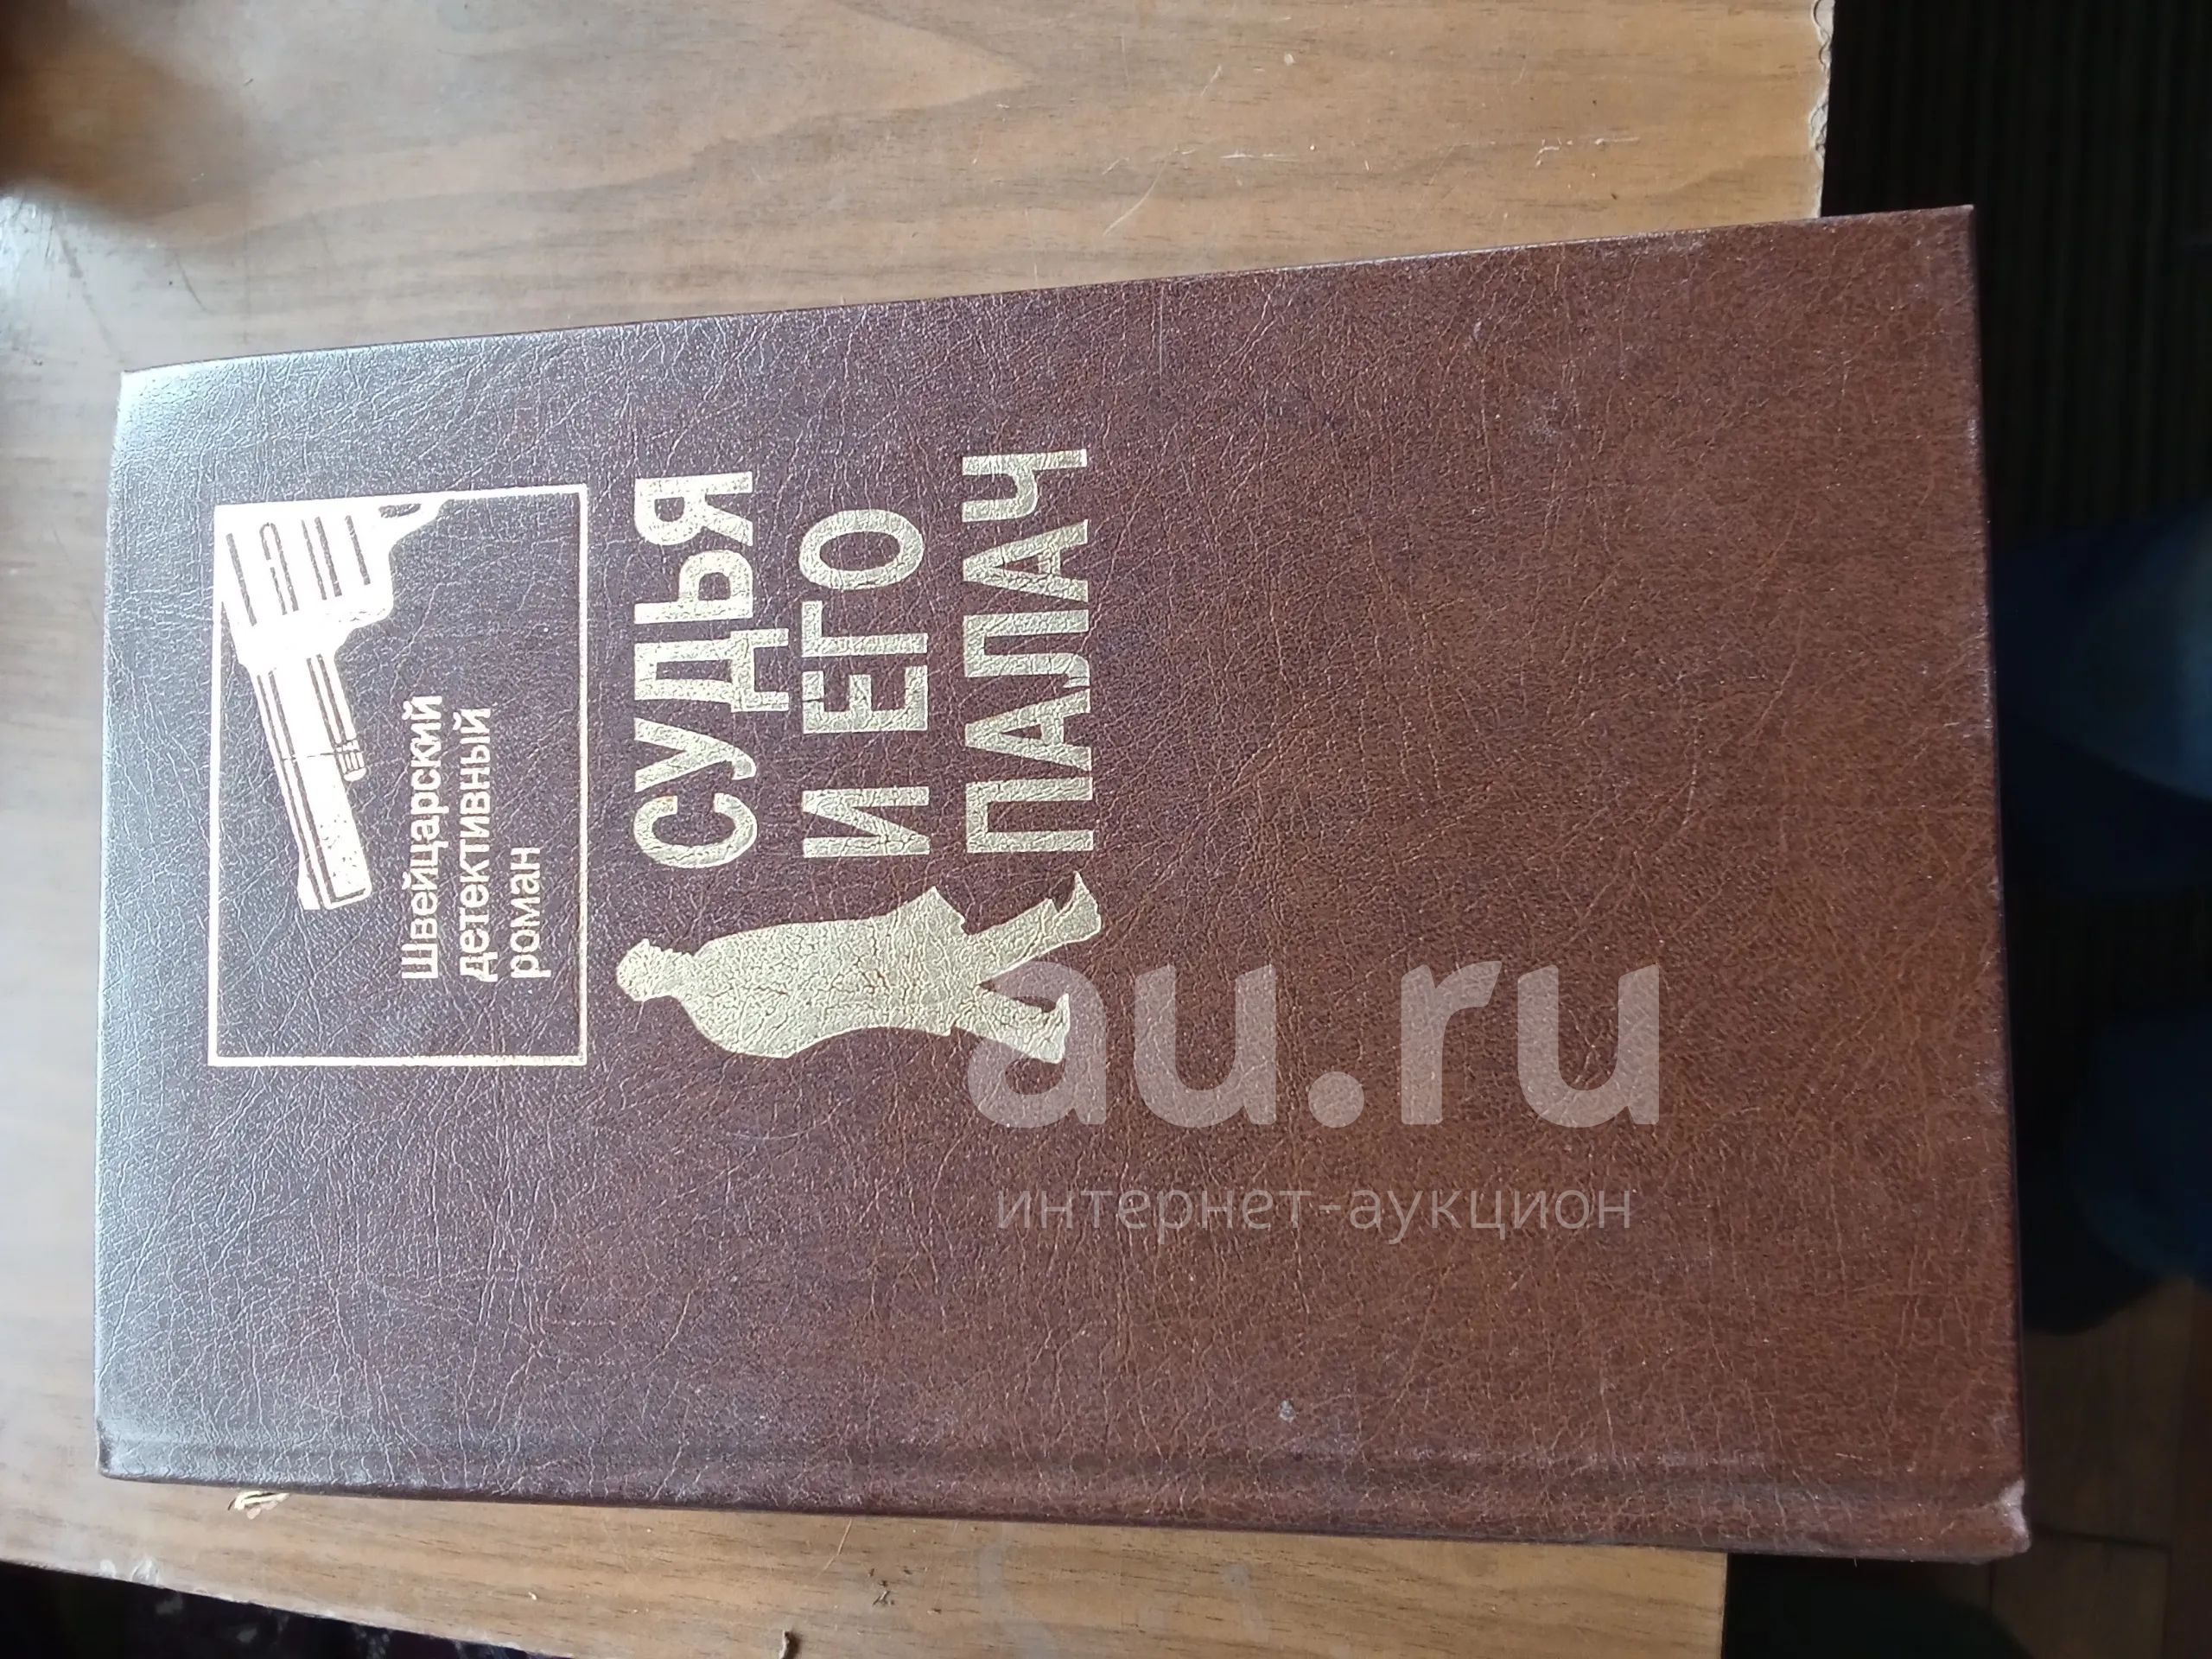 Швейцарский
детективный
роман
СУДЬЯ
И ЕГО
ПАЛАЧ
au.ru
интернет-аукцион